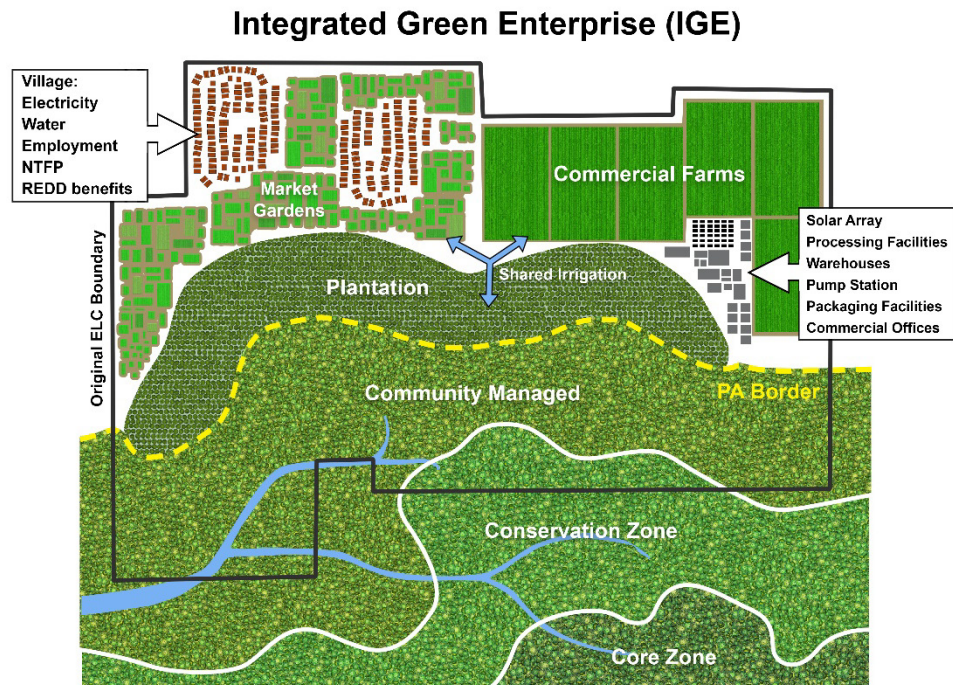 Integrated Green Enterprise (IGE)
Village:
Electricity
Water
Employment
NTFP
REDD benefits
Market
Gardens
Commercial Farms
Solar Array
Processing Facilities
Warehouses
Pump Station
Packaging Facilities
Commercial Offices
Shared Irrigation
Plantation
Original ELC Boundary
Community Managed
PA Border
Conservation Zone
Core Zone